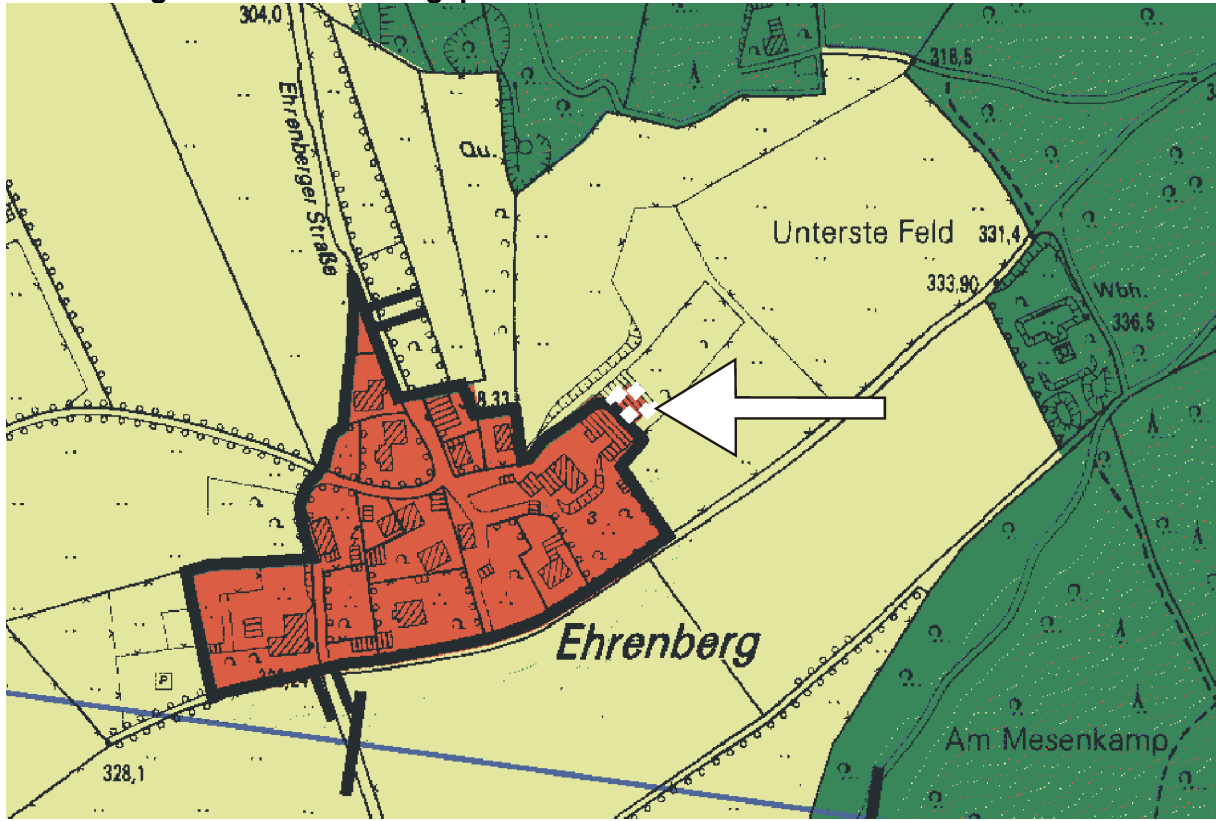 304,0
318,5
Ehrenberger Straße
Qu.
Unterste Feld
331,4
333,90
Wbh.
336,5
8,33
3
Ehrenberg
P
Am Mesenkamp
328,1